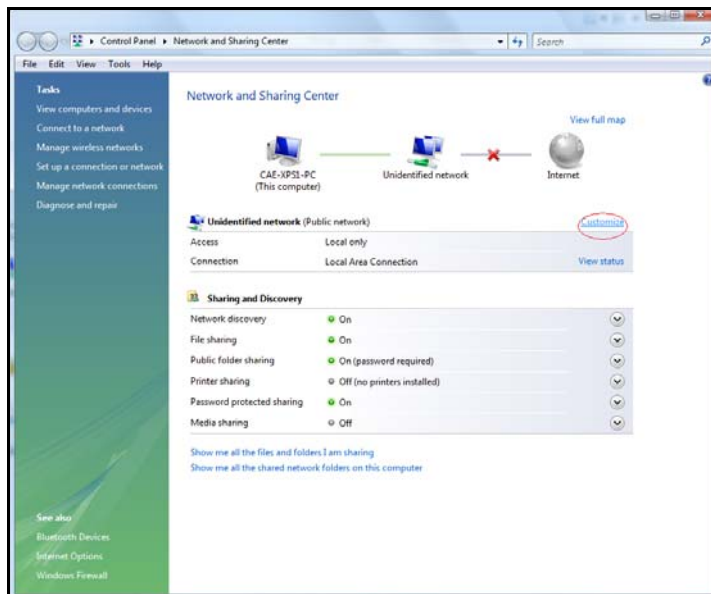 Control Panel ▸ Network and Sharing Center
Search
File Edit View Tools Help
Tasks
View computers and devices
Connect to a network
Manage wireless networks
Set up a connection or network
Manage network connections
Diagnose and repair
Network and Sharing Center
View full map
CAE-XPS1-PC
(This computer)
Unidentified network
Internet
Unidentified network (Public network)
Customize
Access Local only
Connection Local Area Connection View status
Sharing and Discovery
Network discovery On
File sharing On
Public folder sharing On (password required)
Printer sharing Off (no printers installed)
Password protected sharing On
Media sharing Off
Show me all the files and folders I am sharing
Show me all the shared network folders on this computer
See also
Bluetooth Devices
Internet Options
Windows Firewall